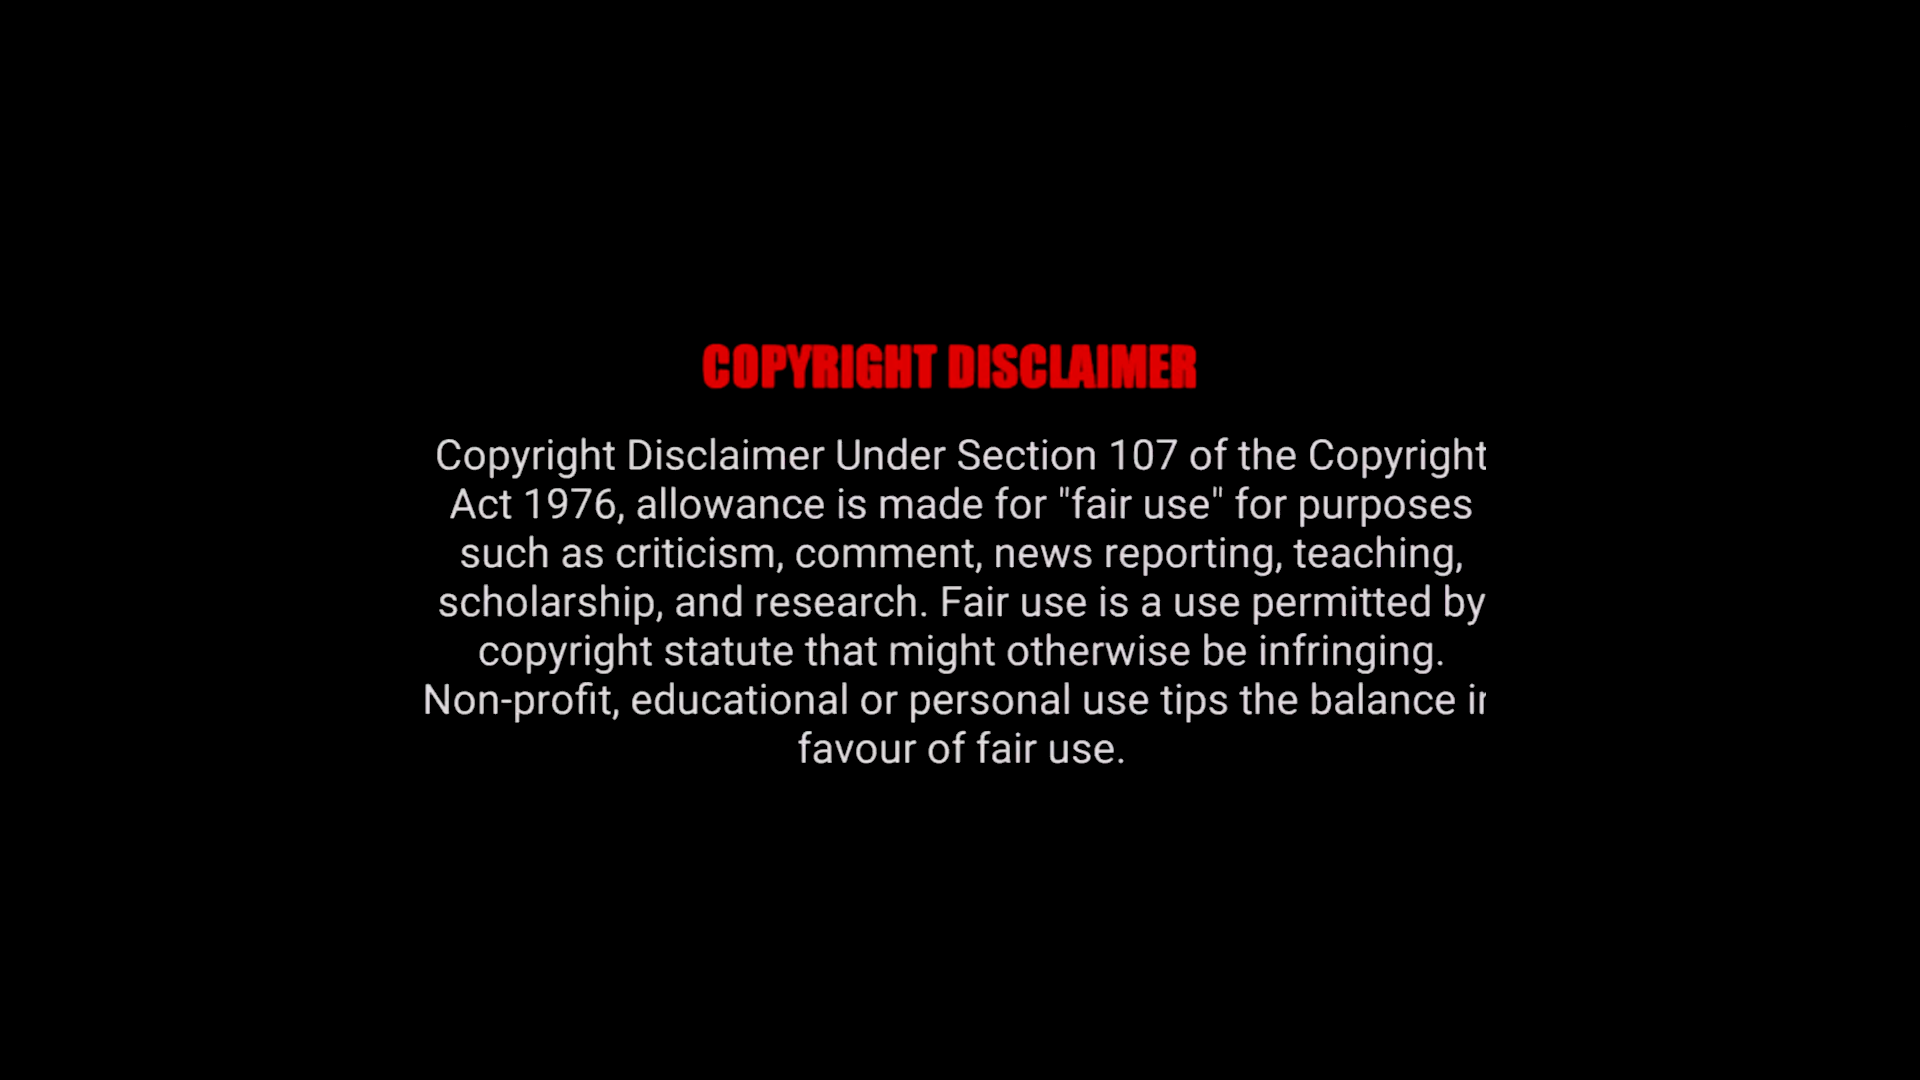 COPYRIGHT DISCLAIMER
Copyright Disclaimer Under Section 107 of the Copyright
Act 1976, allowance is made for "fair use" for purposes
such as criticism, comment, news reporting, teaching,
scholarship, and research. Fair use is a use permitted by
copyright statute that might otherwise be infringing.
Non-profit, educational or personal use tips the balance in
favour of fair use.